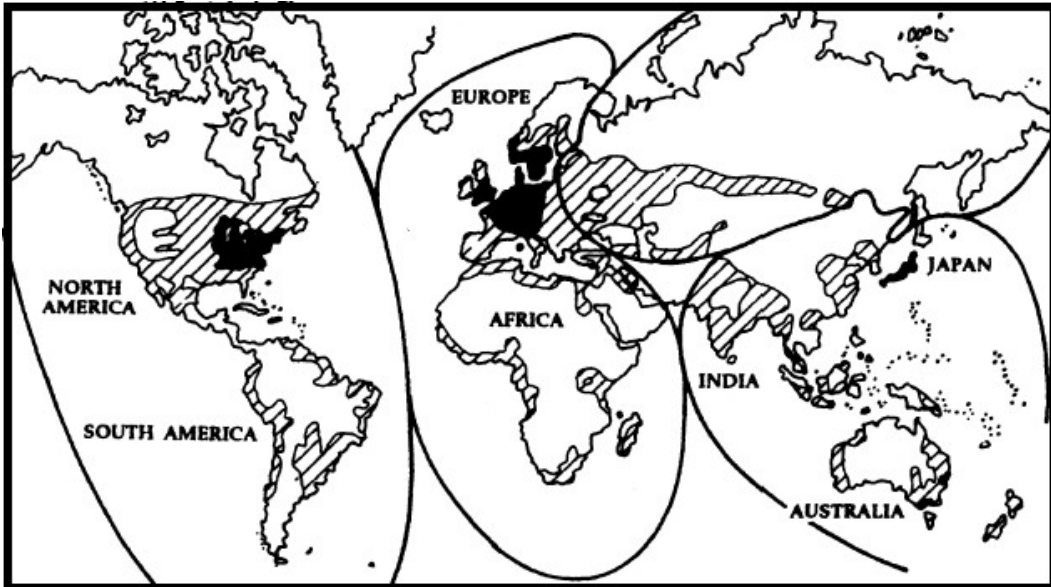 EUROPE
JAPAN
NORTH
AMERICA
AFRICA
INDIA
SOUTH AMERICA
AUSTRALIA